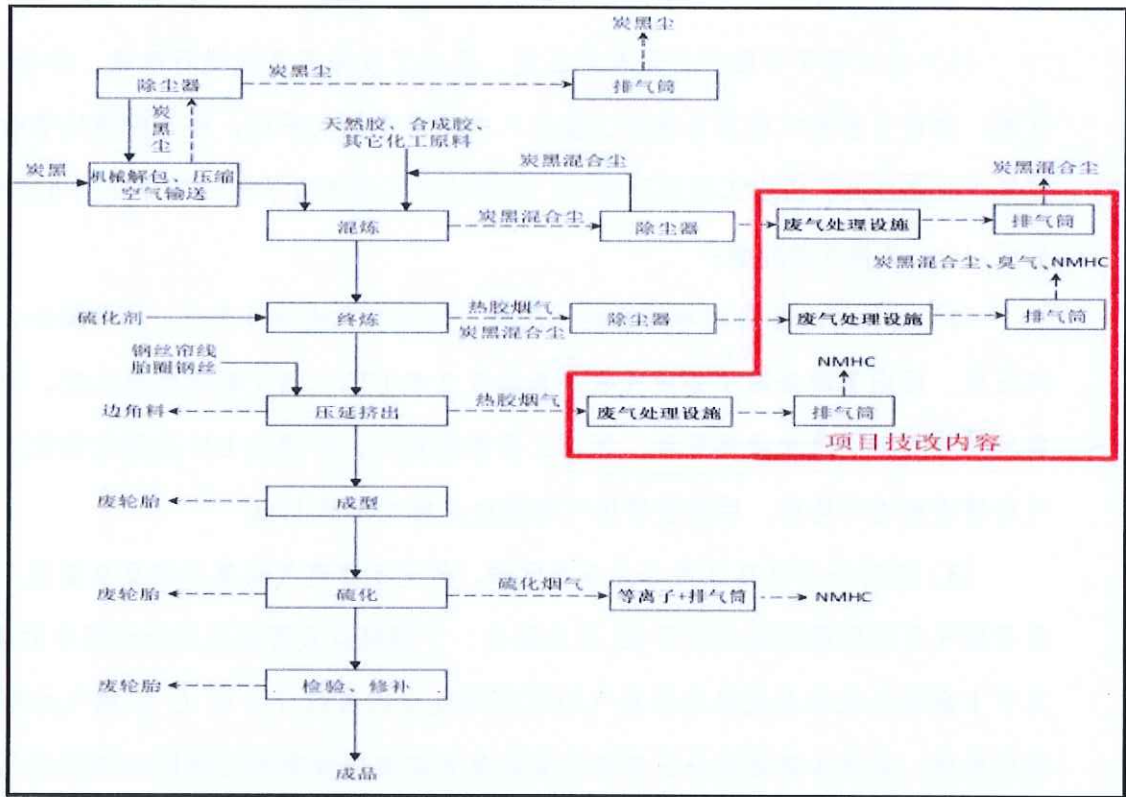 炭黑尘
除尘器
炭黑尘
排气筒
炭黑尘
天然胶、合成胶、
其它化工原料
炭黑混合尘
炭黑
机械解包、压缩
空气输送
炭黑混合尘
混炼
炭黑混合尘
除尘器
废气处理设施
排气筒
炭黑混合尘、臭气、NMHC
硫化剂
终炼
热胶烟气
炭黑混合尘
除尘器
废气处理设施
排气筒
钢丝帘线
胎圈钢丝
NMHC
边角料
压延挤出
热胶烟气
废气处理设施
排气筒
项目技改内容
废轮胎
成型
废轮胎
硫化
硫化烟气
等离子+排气筒
NMHC
废轮胎
检验、修补
成品